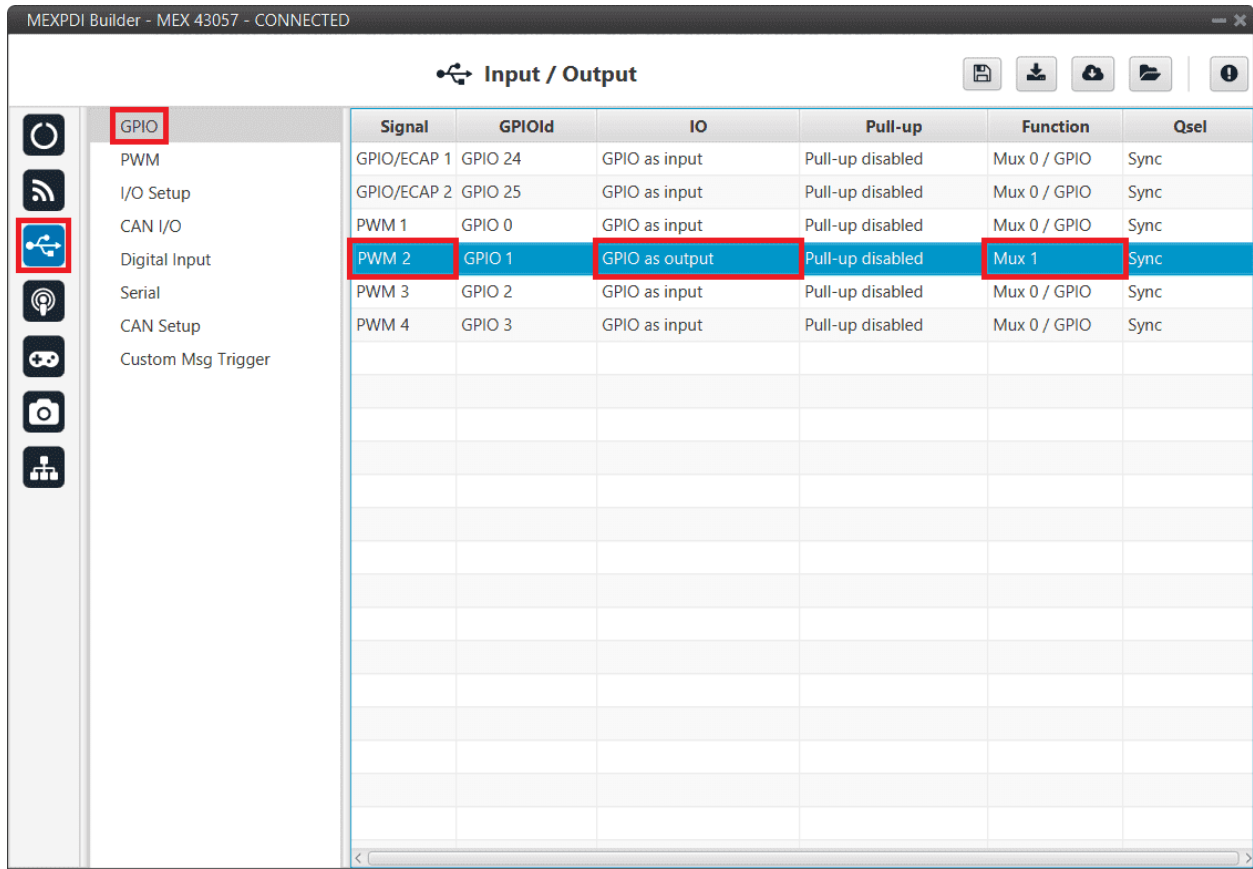 MEXPDI Builder - MEX 43057 - CONNECTED
Input / Output
GPIO
PWM
I/O Setup
CAN I/O
Digital Input
Serial
CAN Setup
Custom Msg Trigger
Signal GPIOId IO Pull-up Function Qsel
GPIO/ECAP 1 GPIO 24 GPIO as input Pull-up disabled Mux 0 / GPIO Sync
GPIO/ECAP 2 GPIO 25 GPIO as input Pull-up disabled Mux 0 / GPIO Sync
PWM 1 GPIO 0 GPIO as input Pull-up disabled Mux 0 / GPIO Sync
PWM 2 GPIO 1 GPIO as output Pull-up disabled Mux 1 Sync
PWM 3 GPIO 2 GPIO as input Pull-up disabled Mux 0 / GPIO Sync
PWM 4 GPIO 3 GPIO as input Pull-up disabled Mux 0 / GPIO Sync